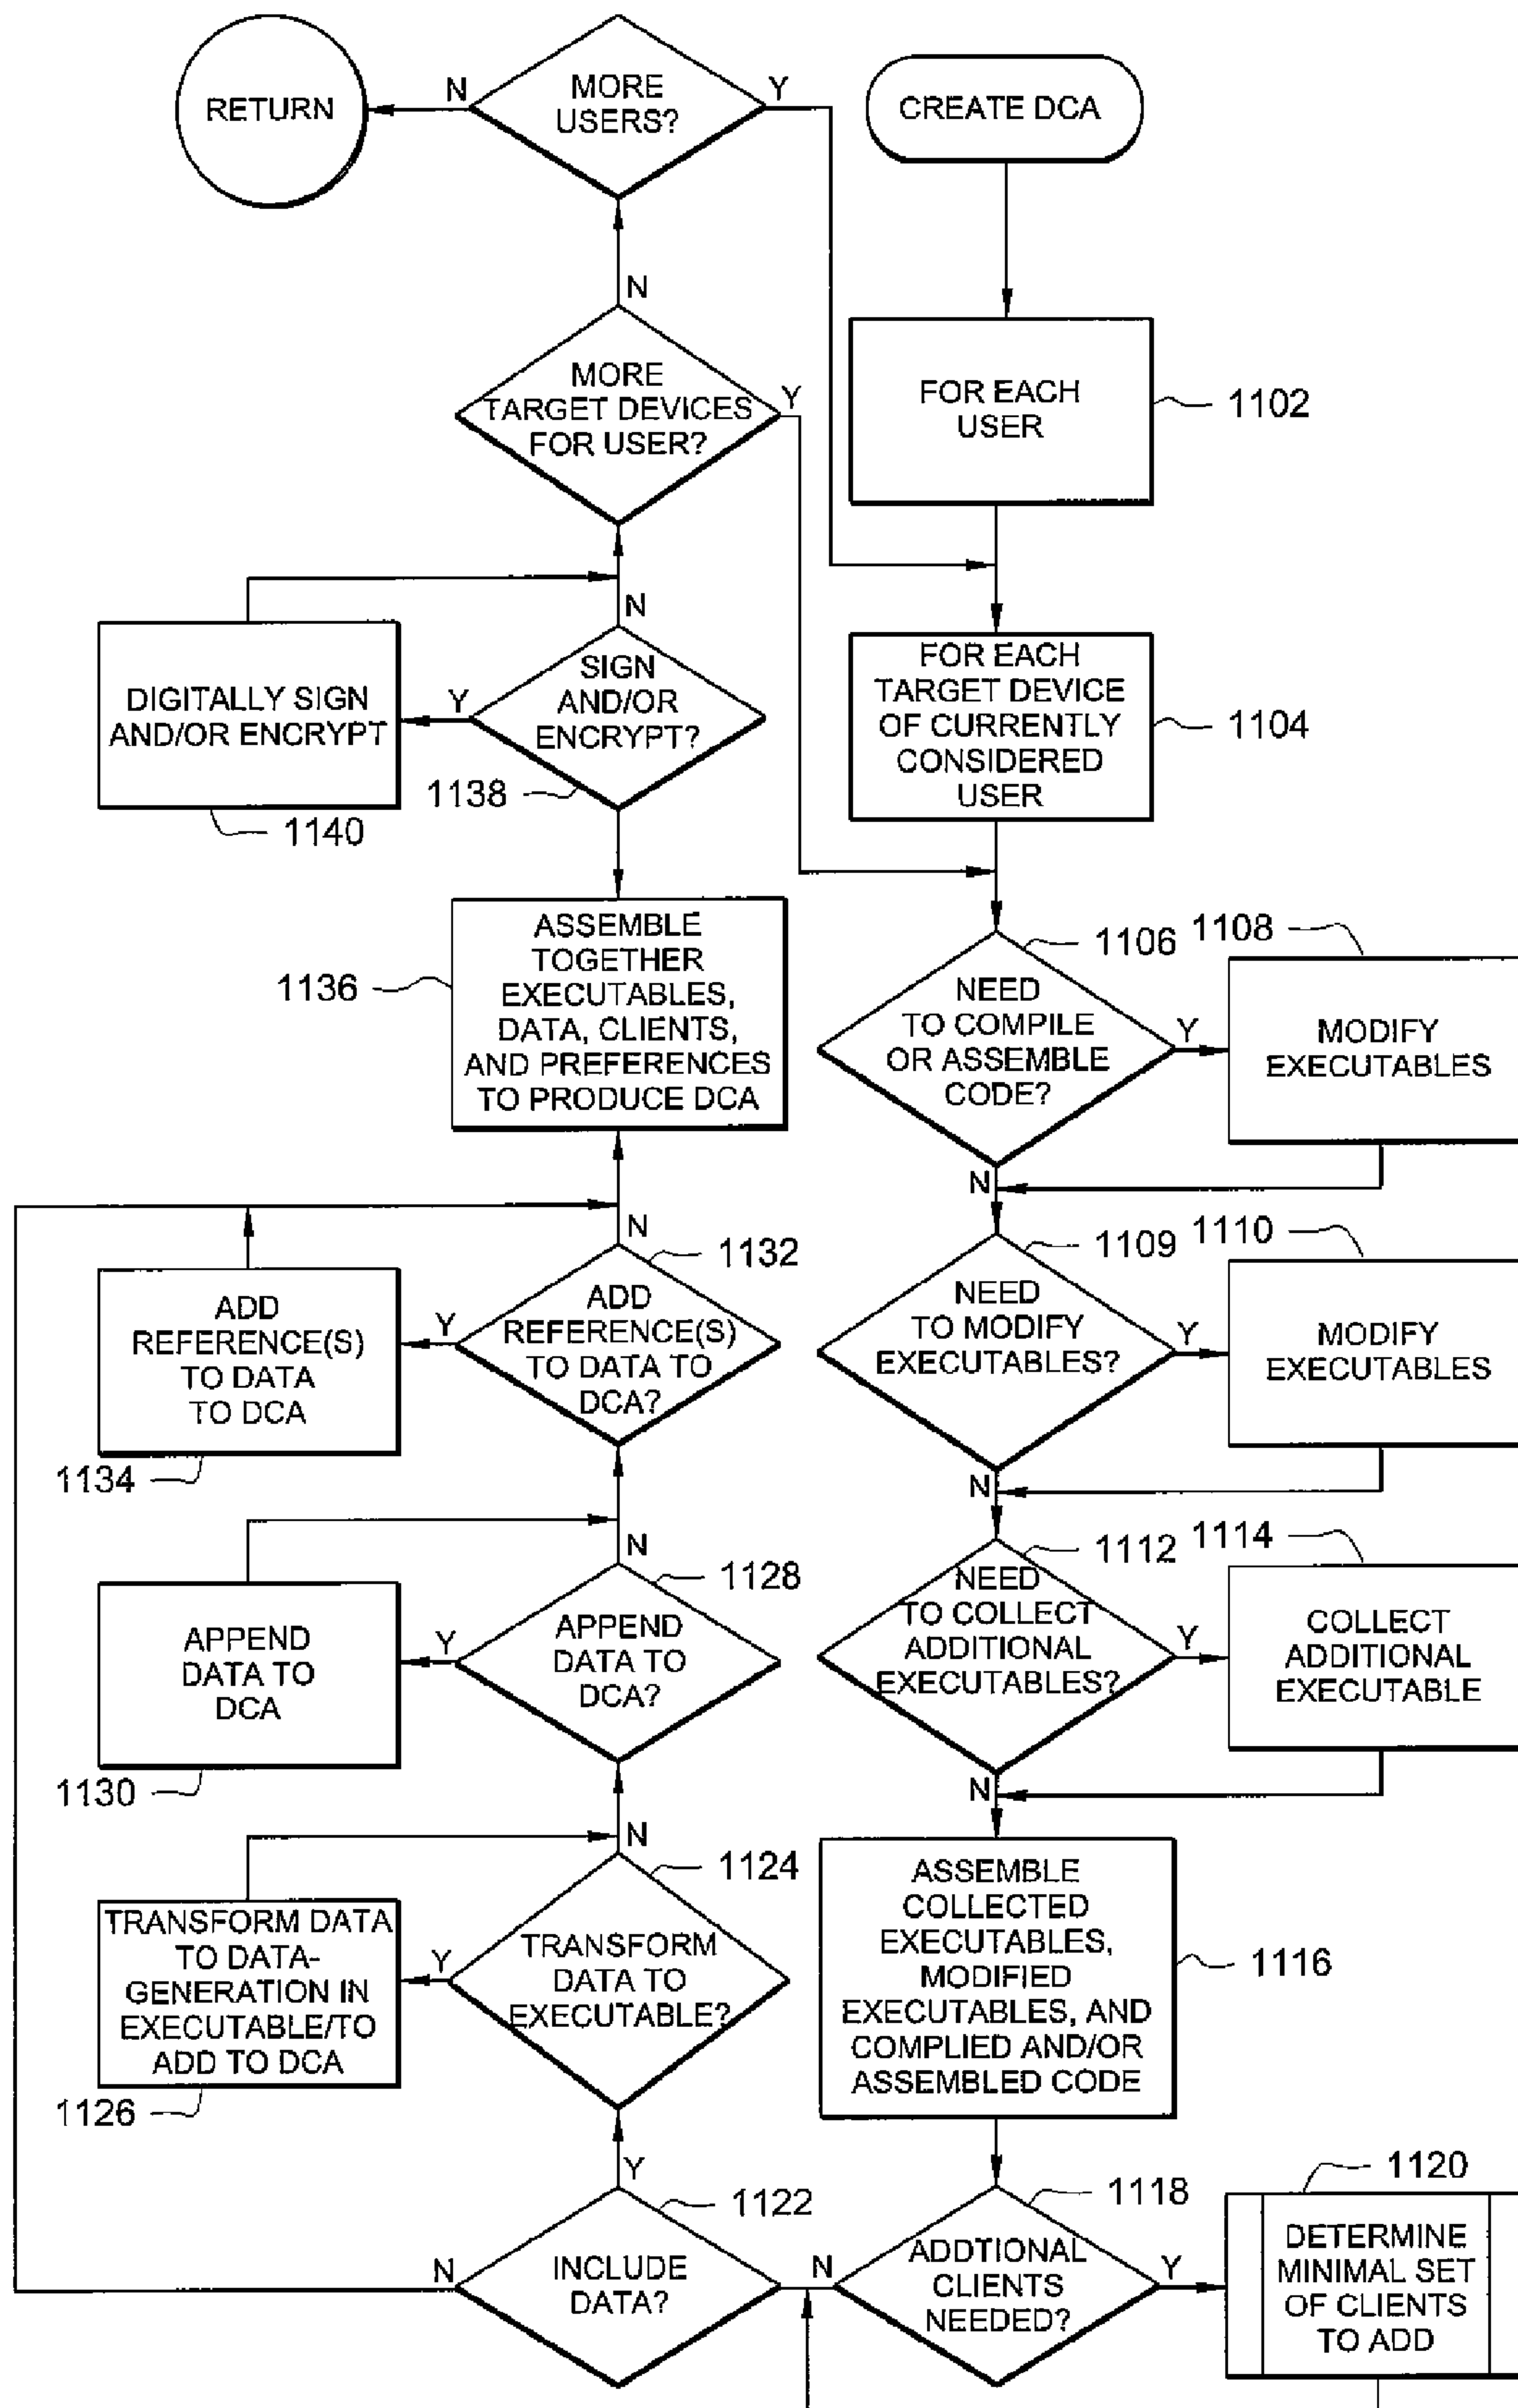 RETURN
N
MORE
USERS?
Y
CREATE DCA
N
MORE
TARGET DEVICES
FOR USER?
Y
FOR EACH
USER
1102
FOR EACH
TARGET DEVICE
OF CURRENTLY
CONSIDERED
USER
1104
N
SIGN
AND/OR
ENCRYPT?
Y
1138
DIGITALLY SIGN
AND/OR ENCRYPT
1140
ASSEMBLE
TOGETHER
EXECUTABLES,
DATA, CLIENTS,
AND PREFERENCES
TO PRODUCE DCA
1136
1106
NEED
TO COMPILE
OR ASSEMBLE
CODE?
Y
N
1108
MODIFY
EXECUTABLES
1109
NEED
TO MODIFY
EXECUTABLES?
Y
N
1110
MODIFY
EXECUTABLES
1112
NEED
TO COLLECT
ADDITIONAL
EXECUTABLES?
Y
N
1114
COLLECT
ADDITIONAL
EXECUTABLE
ASSEMBLE
COLLECTED
EXECUTABLES,
MODIFIED
EXECUTABLES, AND
COMPLIED AND/OR
ASSEMBLED CODE
1116
1118
ADDTIONAL
CLIENTS
NEEDED?
Y
N
1120
DETERMINE
MINIMAL SET
OF CLIENTS
TO ADD
1122
INCLUDE
DATA?
N
Y
1124
TRANSFORM
DATA TO
EXECUTABLE?
Y
N
TRANSFORM DATA
TO DATA-
GENERATION IN
EXECUTABLE/TO
ADD TO DCA
1126
1128
APPEND
DATA TO
DCA?
Y
N
APPEND
DATA TO
DCA
1130
1132
ADD
REFERENCE(S)
TO DATA TO
DCA?
Y
N
ADD
REFERENCE(S)
TO DATA
TO DCA
1134